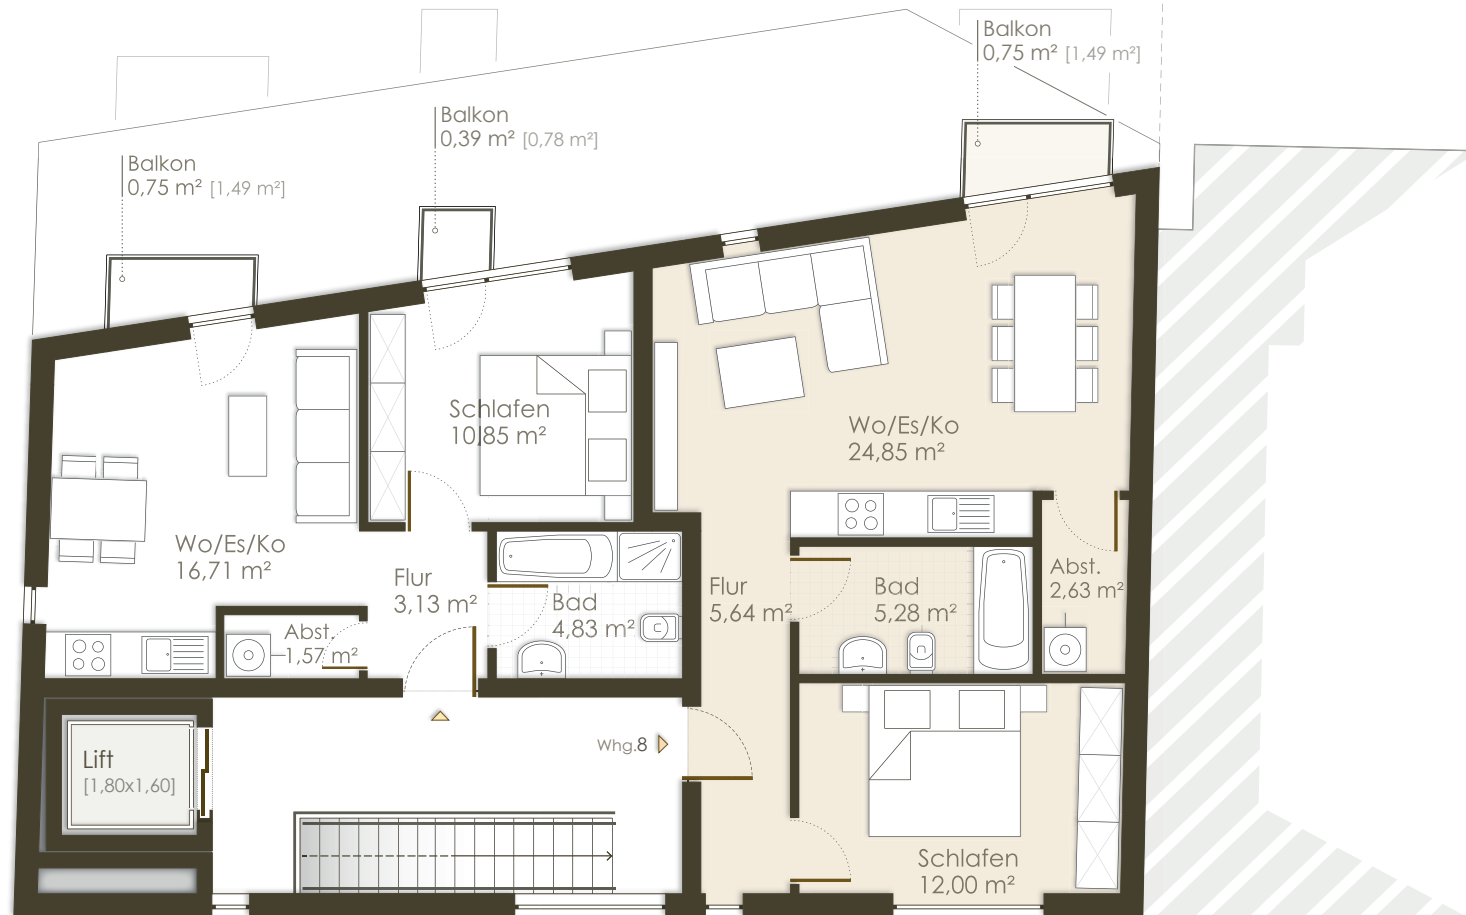 Balkon
0,75 m² [1,49 m²]
Balkon
0,39 m² [0,78 m²]
Balkon
0,75 m² [1,49 m²]
Schlafen
10,85 m²
Wo/Es/Ko
24,85 m²
Wo/Es/Ko
16,71 m²
Flur
3,13 m²
Bad
4,83 m²
Flur
5,64 m²
Bad
5,28 m²
Abst.
2,63 m²
Abst.
1,57 m²
Lift
[1,80x1,60]
Whg.8
Schlafen
12,00 m²